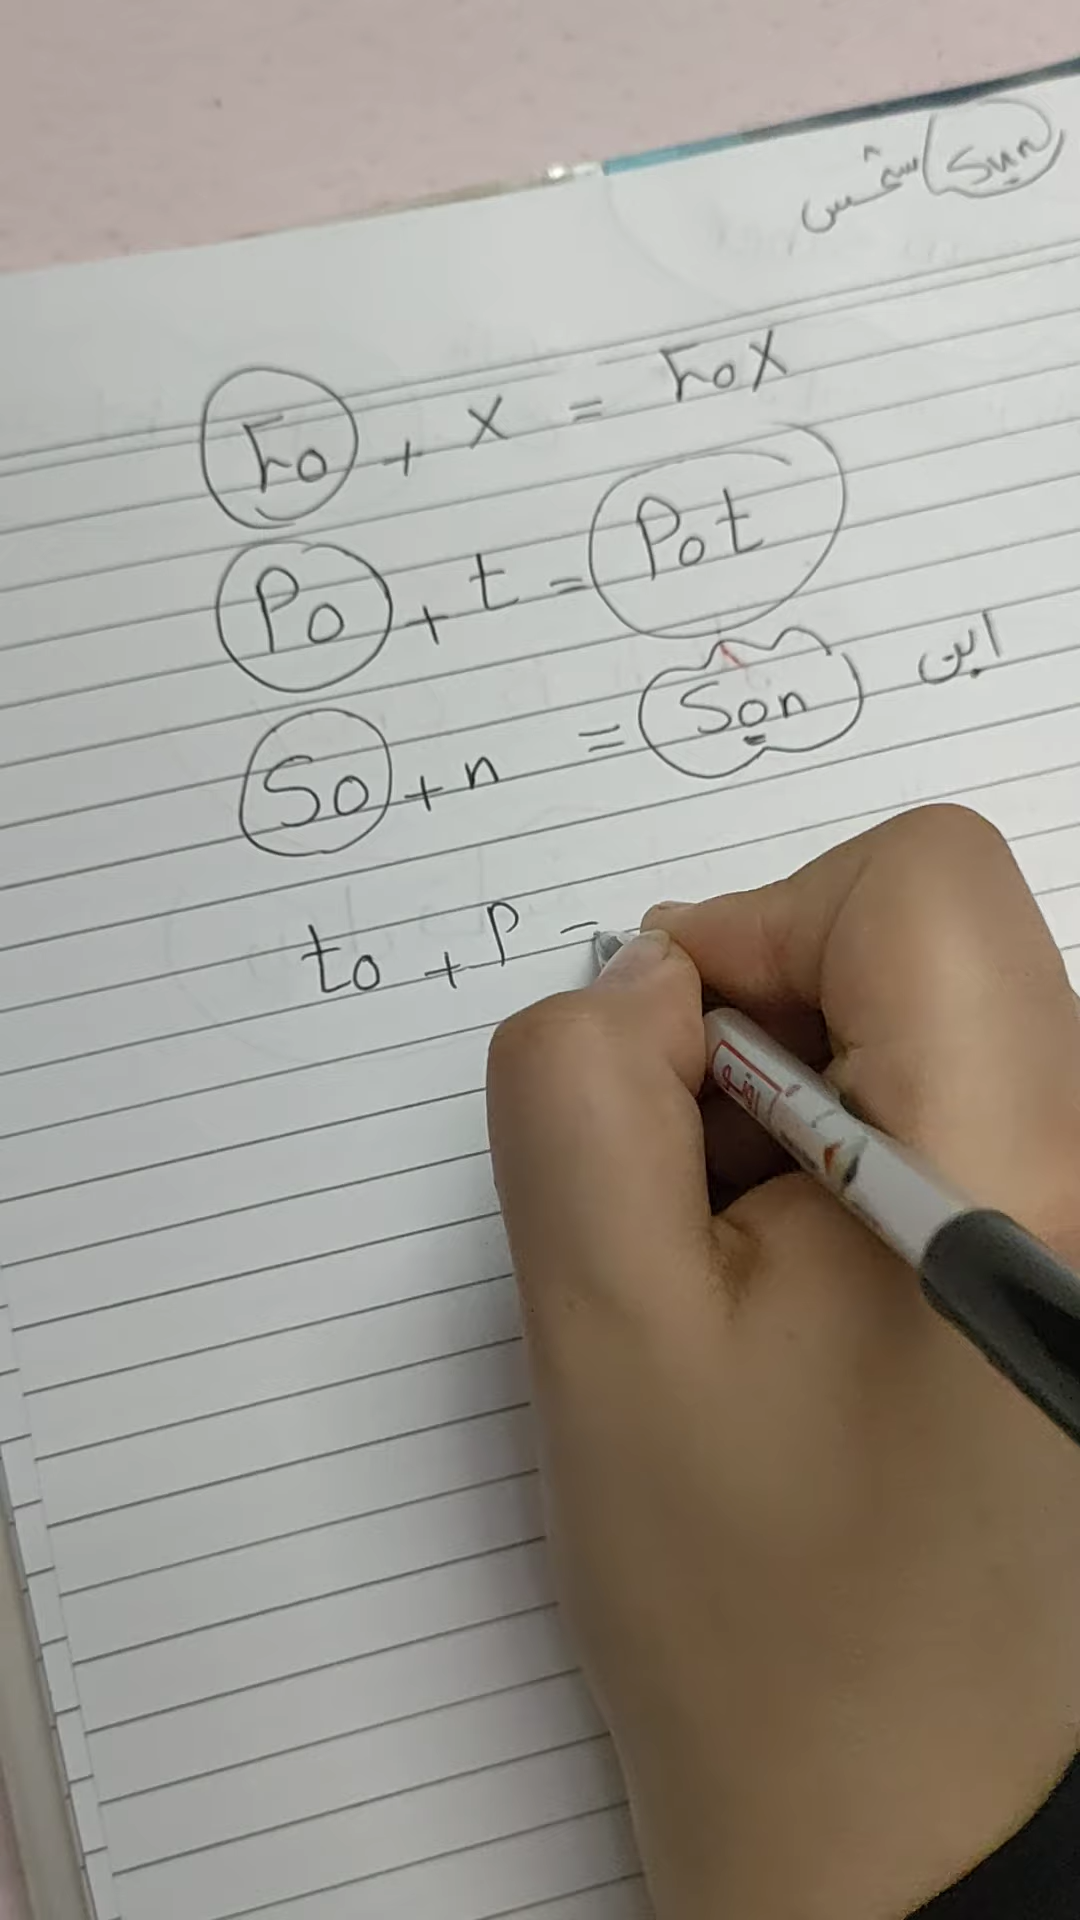 sun شمس
Fo + x = Fox
Po + t = Pot
So + n = Son ابن
to + P =